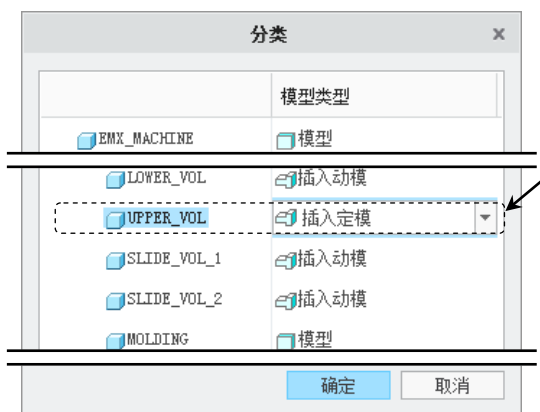 分类 x
模型类型
EMX_MACHINE 模型
LOWER_VOL 插入动模
UPPER_VOL 插入定模
SLIDE_VOL_1 插入动模
SLIDE_VOL_2 插入动模
MOLDING 模型
确定 取消